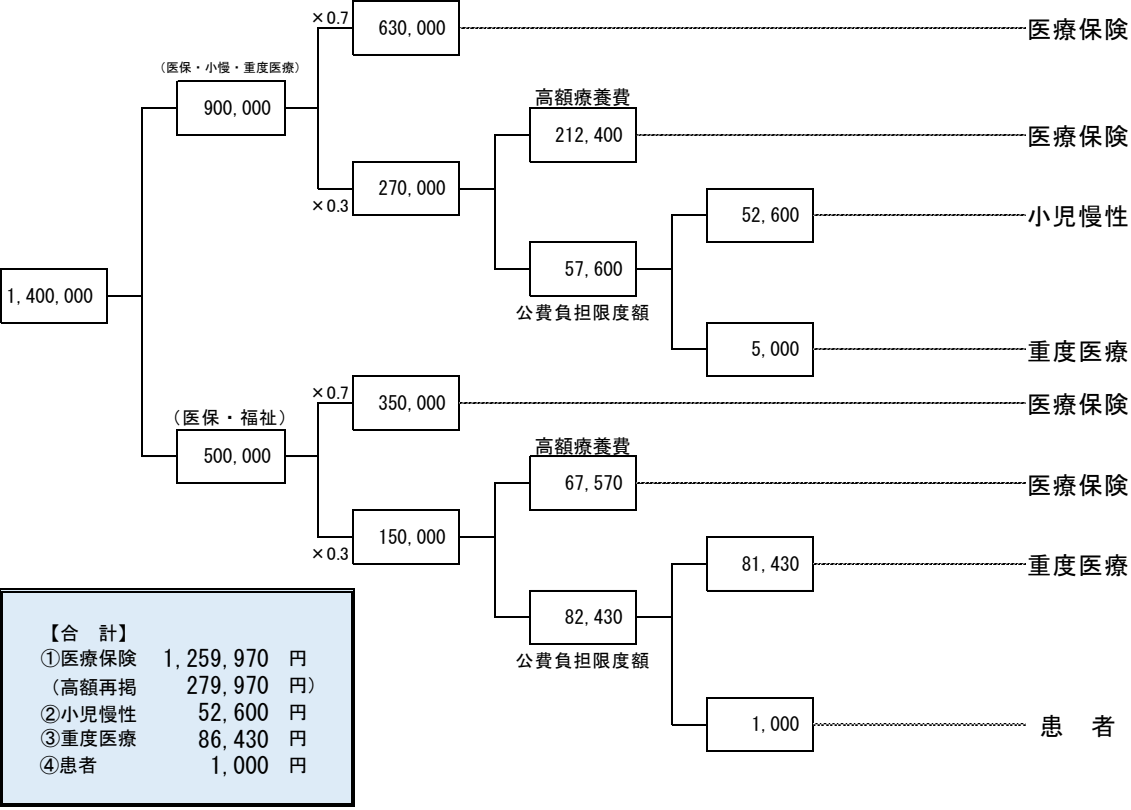 ×0.7
630,000
医療保険
（医保・小慢・重度医療）
900,000
高額療養費
212,400
医療保険
270,000
×0.3
52,600
小児慢性
57,600
公費負担限度額
1,400,000
5,000
重度医療
×0.7
350,000
医療保険
（医保・福祉）
500,000
高額療養費
67,570
医療保険
150,000
×0.3
81,430
重度医療
82,430
公費負担限度額
1,000
患　者
【合　計】
①医療保険　1,259,970　円
（高額再掲　279,970　円）
②小児慢性　52,600　円
③重度医療　86,430　円
④患者　1,000　円